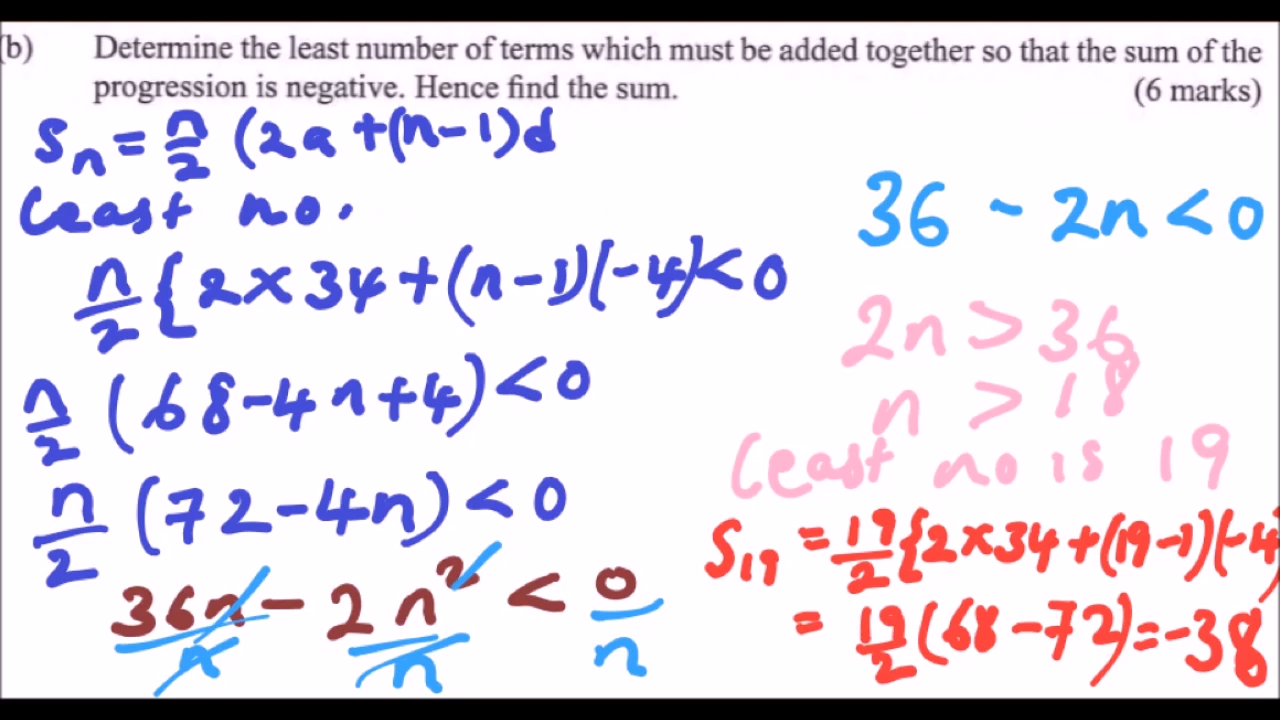 (b) Determine the least number of terms which must be added together so that the sum of the
progression is negative. Hence find the sum. (6 marks)
Sₙ = n/2 (2a + (n-1)d
Least no.
n/2 {2 × 34 + (n-1)(-4) < 0
n/2 (68 - 4n + 4) < 0
n/2 (72 - 4n) < 0
36n/n - 2n²/n < 0/n
36 - 2n < 0
2n > 36
n > 18
Least no is 19
S₁₉ = 19/2 {2 × 34 + (19-1)(-4)
= 19/2 (68 - 72) = -38